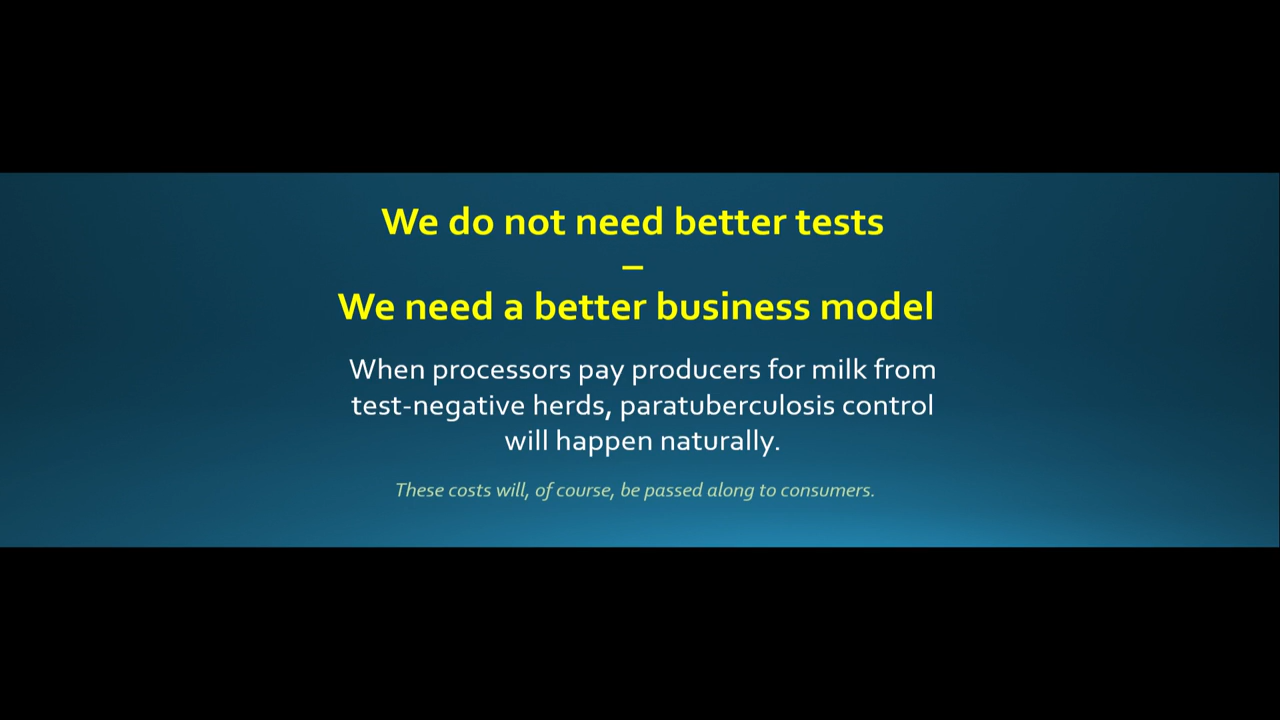 We do not need better tests
–
We need a better business model
When processors pay producers for milk from
test-negative herds, paratuberculosis control
will happen naturally.
These costs will, of course, be passed along to consumers.